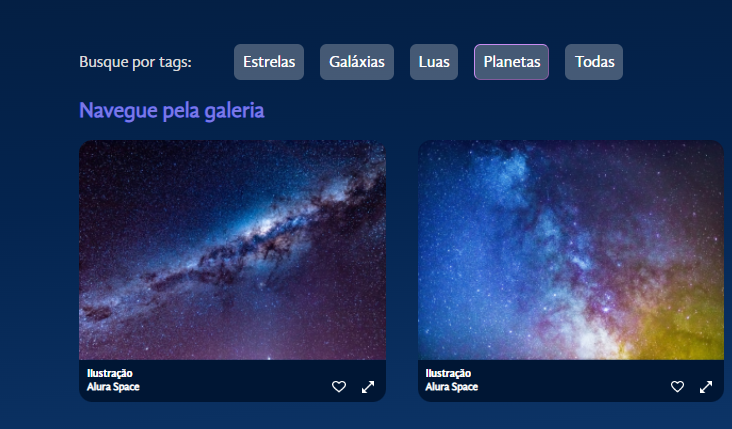 Busque por tags: Estrelas Galáxias Luas Planetas Todas
Navegue pela galeria
Ilustração
Alura Space
Ilustração
Alura Space